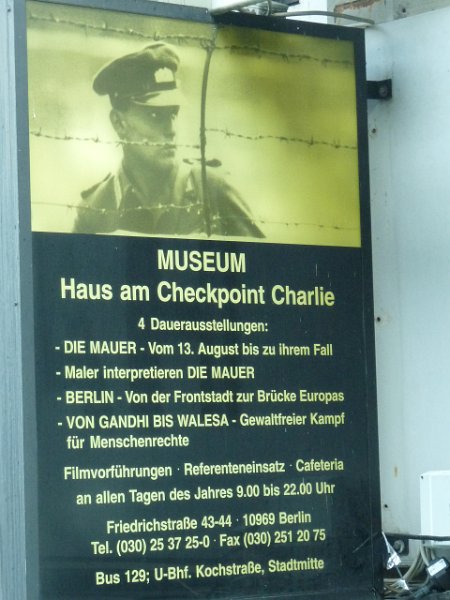 MUSEUM
Haus am Checkpoint Charlie
4 Dauerausstellungen:
- DIE MAUER - Vom 13. August bis zu ihrem Fall
- Maler interpretieren DIE MAUER
- BERLIN - Von der Frontstadt zur Brücke Europas
- VON GANDHI BIS WALESA - Gewaltfreier Kampf
für Menschenrechte
Filmvorführungen · Referenteneinsatz · Cafeteria
an allen Tagen des Jahres 9.00 bis 22.00 Uhr
Friedrichstraße 43-44 · 10969 Berlin
Tel. (030) 25 37 25-0 · Fax (030) 251 20 75
Bus 129; U-Bhf. Kochstraße, Stadtmitte